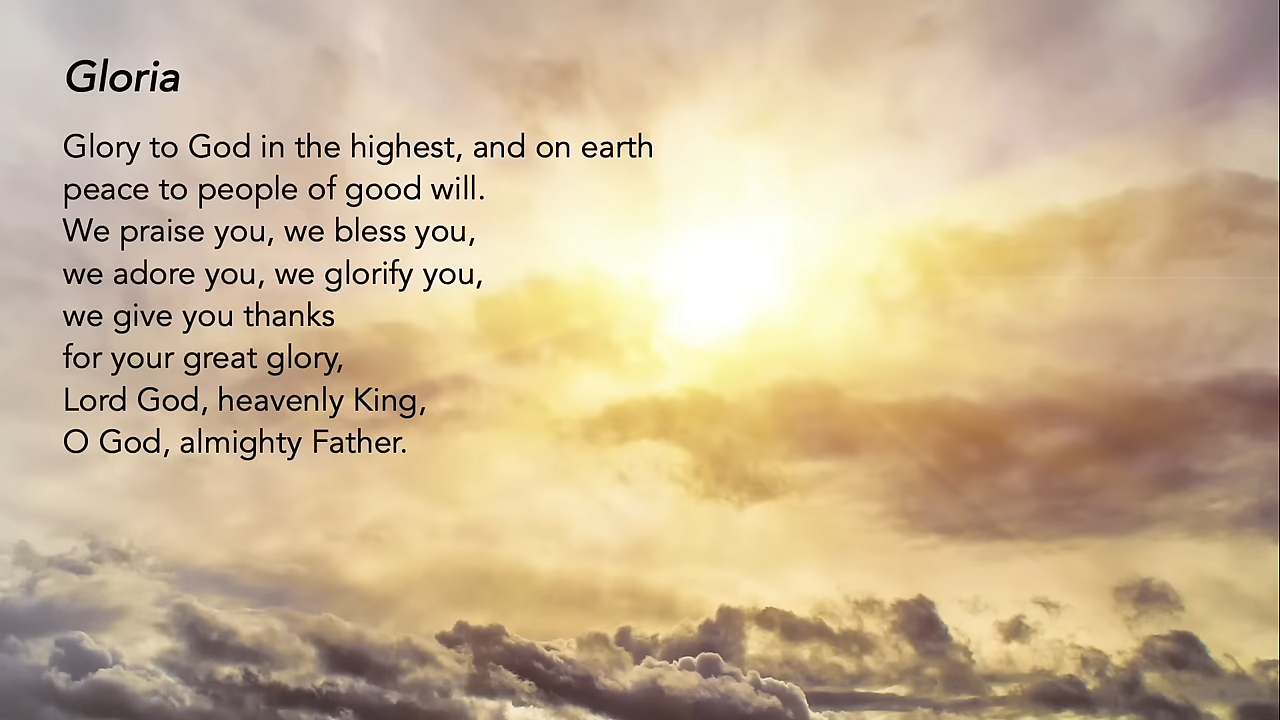 Gloria
Glory to God in the highest, and on earth
peace to people of good will.
We praise you, we bless you,
we adore you, we glorify you,
we give you thanks
for your great glory,
Lord God, heavenly King,
O God, almighty Father.